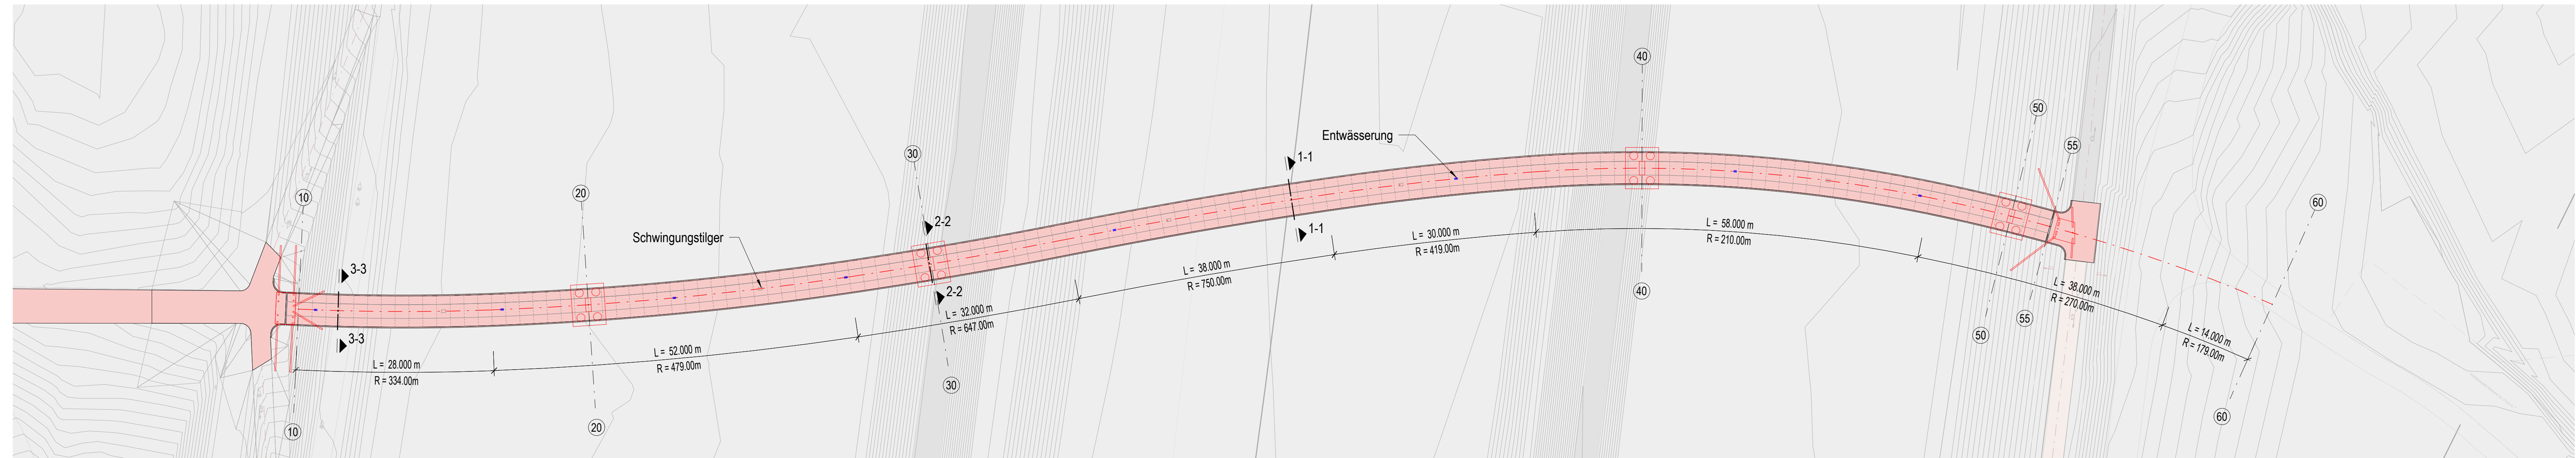 40
50
55
Entwässerung
30
1-1
20
10
60
2-2
Schwingungstilger
1-1
L = 58.000 m
R = 210.00m
L = 30.000 m
R = 419.00m
3-3
L = 38.000 m
R = 750.00m
L = 38.000 m
R = 270.00m
2-2
40
L = 32.000 m
R = 647.00m
55
50
L = 14.000 m
R = 179.00m
3-3
L = 52.000 m
R = 479.00m
L = 28.000 m
R = 334.00m
30
60
20
10